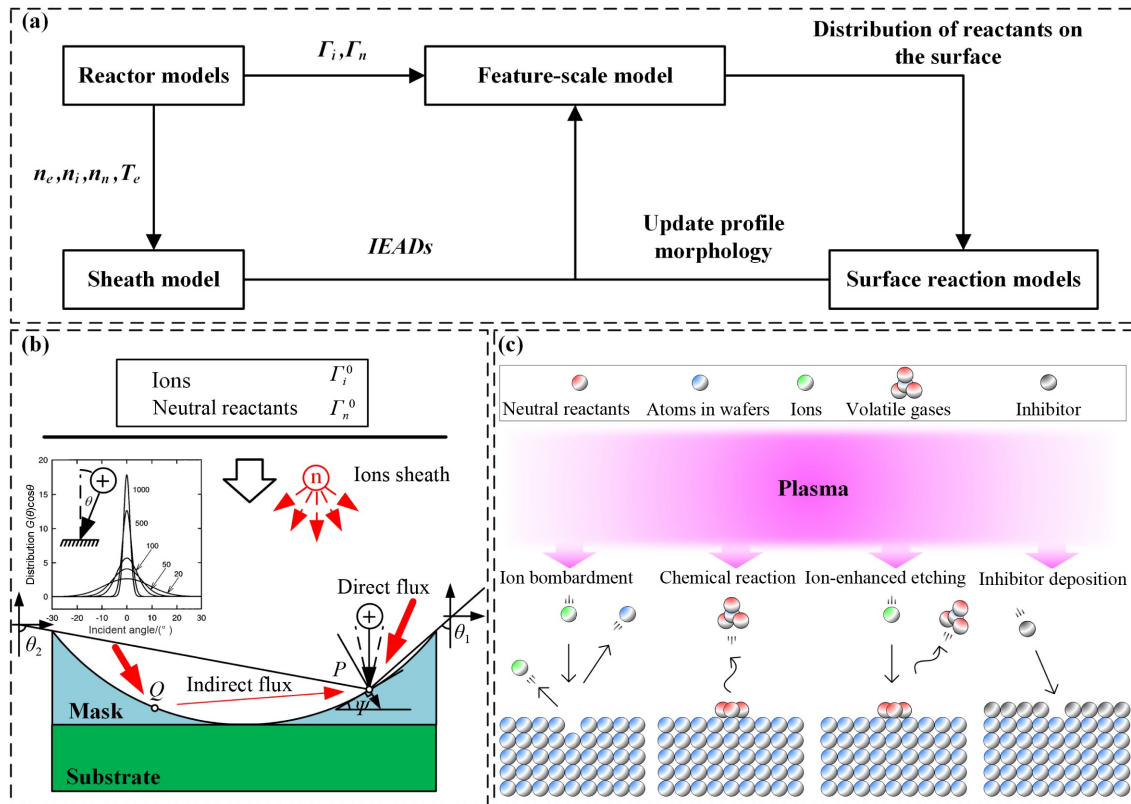 (a)
Γi,Γn
Distribution of reactants on
the surface
Reactor models
Feature-scale model
ne,ni,nn,Te
Update profile
morphology
IEADs
Sheath model
Surface reaction models
(b)
Ions Γi0
Neutral reactants Γn0
Ions sheath
n
+
θ
Distribution G(θ)cosθ
20
15
10
5
0
1000
500
100
50
20
-30 -20 -10 0 10 20 30
Incident angle/(°)
Direct flux
+
θ1
θ2
P
Q
Indirect flux
Ψ
Mask
Substrate
(c)
Neutral reactants
Atoms in wafers
Ions
Volatile gases
Inhibitor
Plasma
Ion bombardment
Chemical reaction
Ion-enhanced etching
Inhibitor deposition